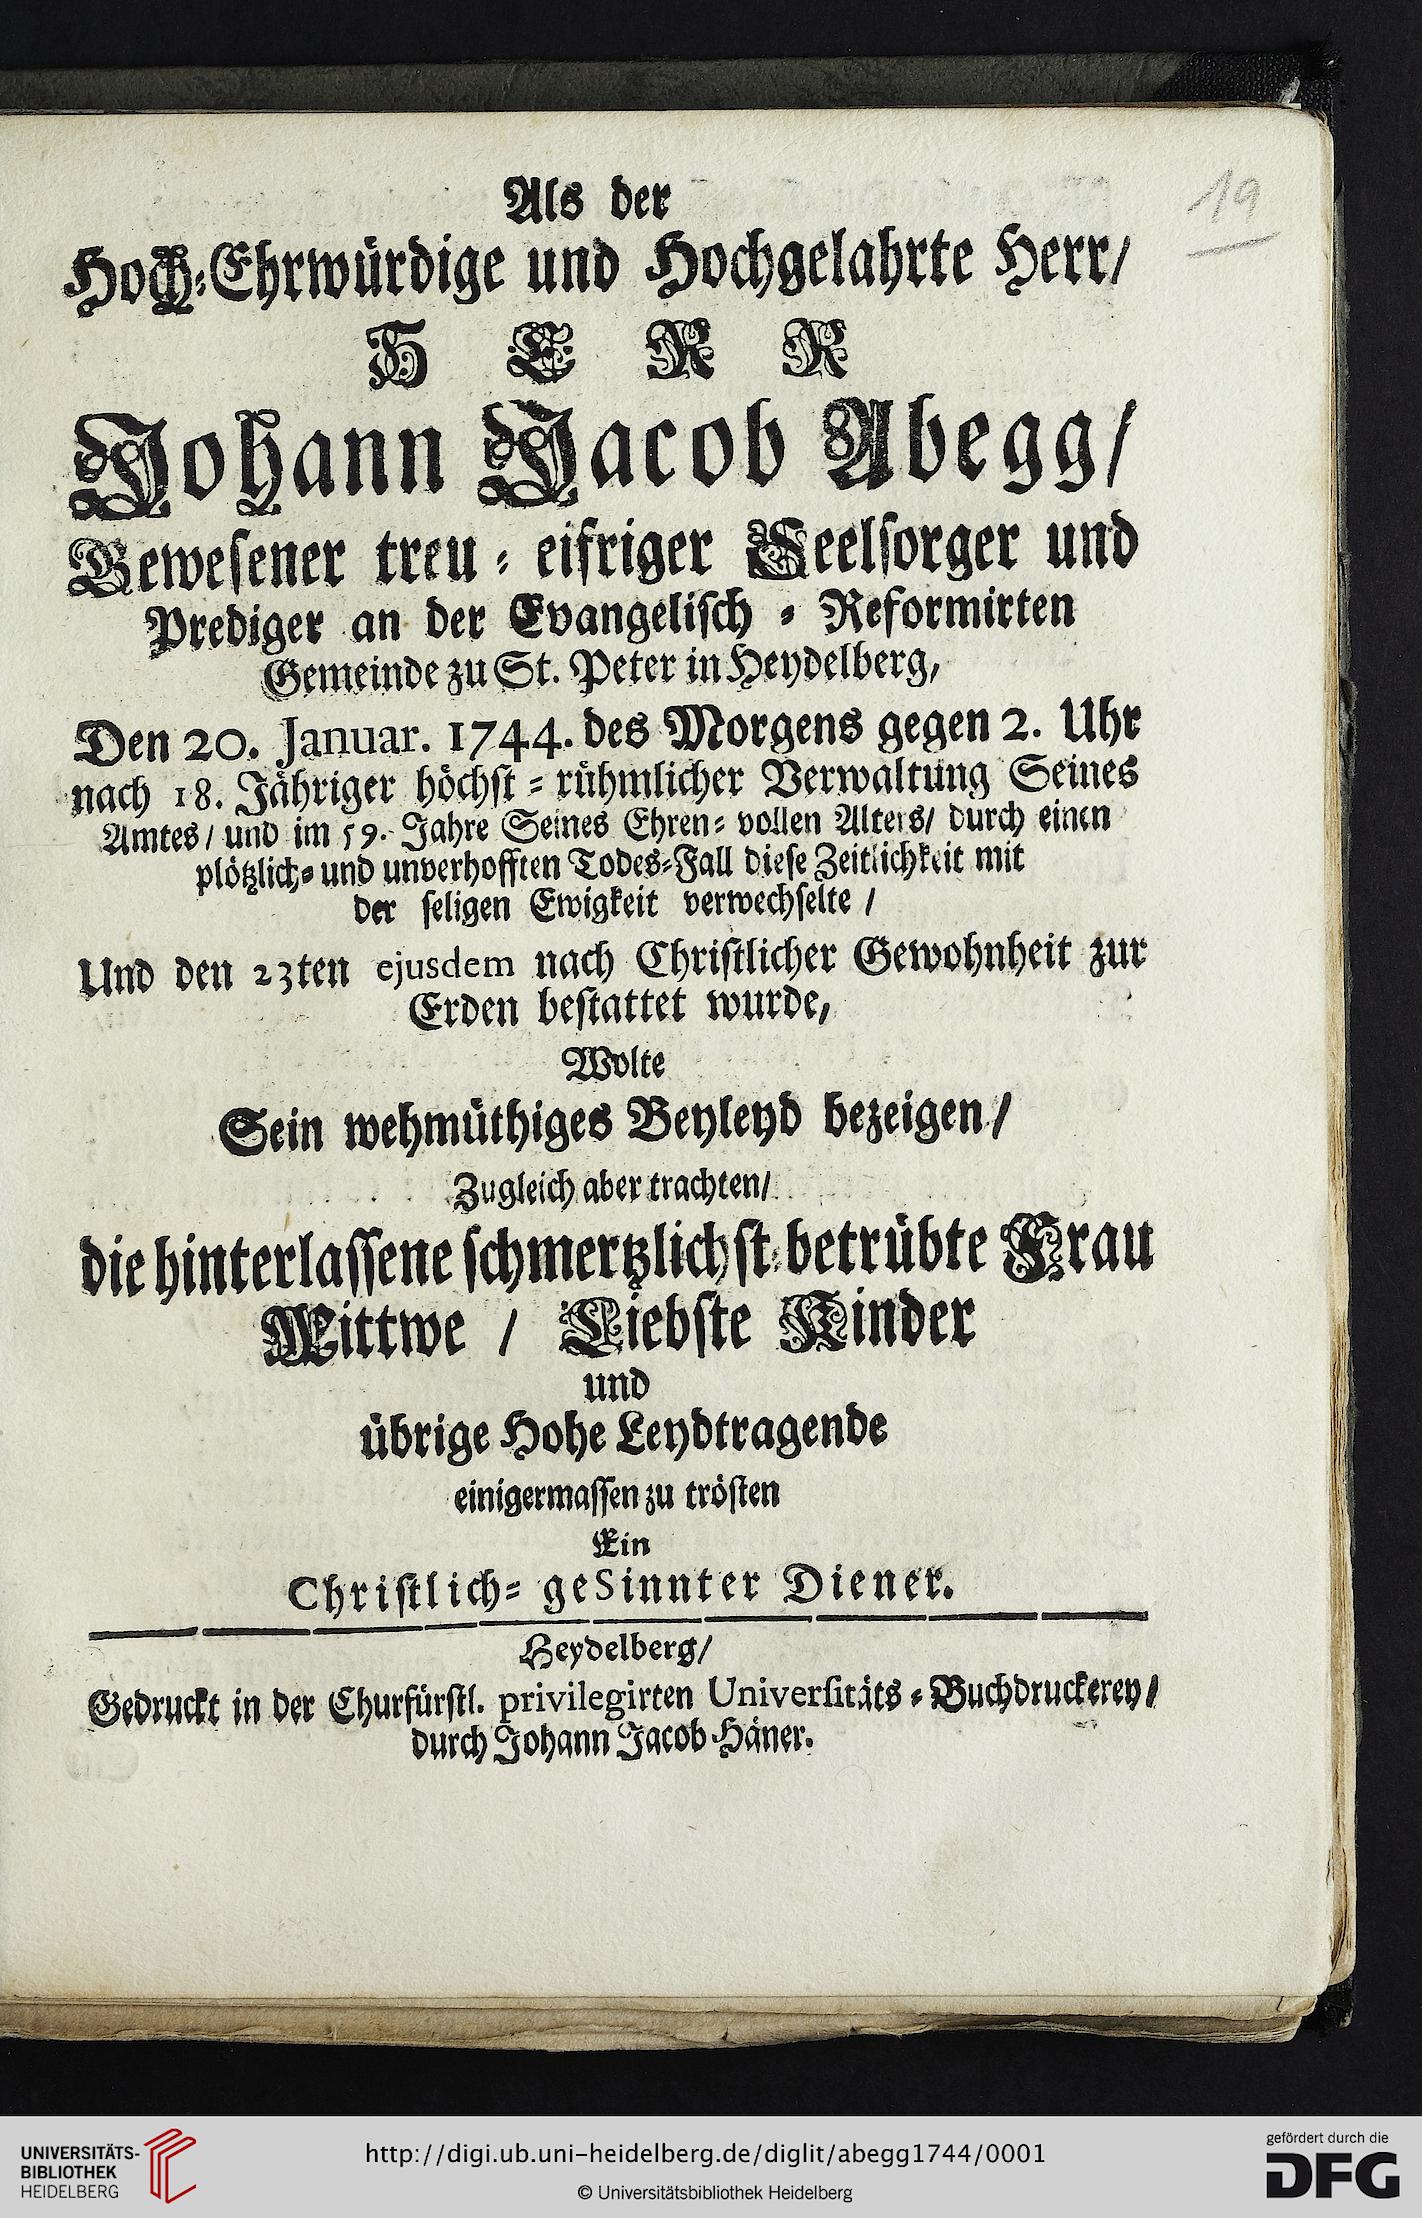 19
Als der
Hoch-Ehrwürdige und Hochgelahrte Herr/
HERR
Johann Jacob Abegg/
Gewesener treu-eifriger Seelsorger und
Prediger an der Evangelisch-Reformirten
Gemeinde zu St. Peter in Heydelberg,
Den 20. Januar. 1744. des Morgens gegen 2. Uhr
nach 18. Jähriger höchst-rühmlicher Verwaltung Seines
Amtes/ und im 59. Jahre Seines Ehren-vollen Alters/ durch einen
plötzlich- und unverhofften Todes-Fall diese Zeitlichkeit mit
der seligen Ewigkeit verwechselte /
Und den 23ten ejusdem nach Christlicher Gewohnheit zur
Erden bestattet wurde,
Wolte
Sein wehmüthiges Beyleyd bezeigen/
Zugleich aber trachten/
die hinterlassene schmertzlichst-betrübte Frau
Wittwe / Liebste Kinder
und
übrige Hohe Leydtragende
einigermassen zu trösten
Ein
Christlich-geSinnter Diener.
Heydelberg/
Gedruckt in der Churfürstl. privilegirten Universitäts-Buchdruckerey/
durch Johann Jacob Häner.
UNIVERSITÄTS-
BIBLIOTHEK
HEIDELBERG
http://digi.ub.uni-heidelberg.de/diglit/abegg1744/0001
© Universitätsbibliothek Heidelberg
gefördert durch die
DFG